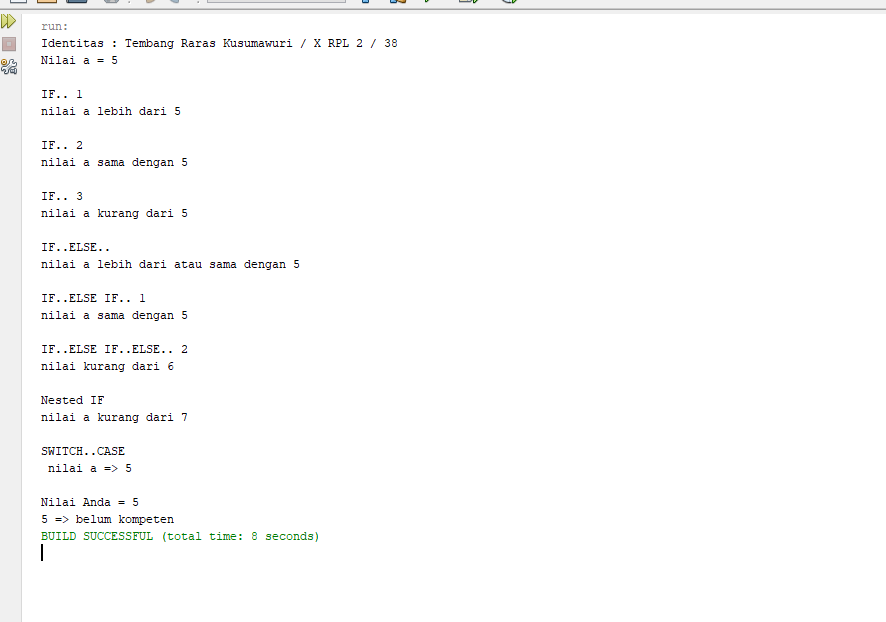 run:
Identitas : Tembang Raras Kusumawuri / X RPL 2 / 38
Nilai a = 5
IF.. 1
nilai a lebih dari 5
IF.. 2
nilai a sama dengan 5
IF.. 3
nilai a kurang dari 5
IF..ELSE..
nilai a lebih dari atau sama dengan 5
IF..ELSE IF.. 1
nilai a sama dengan 5
IF..ELSE IF..ELSE.. 2
nilai kurang dari 6
Nested IF
nilai a kurang dari 7
SWITCH..CASE
nilai a => 5
Nilai Anda = 5
5 => belum kompeten
BUILD SUCCESSFUL (total time: 8 seconds)